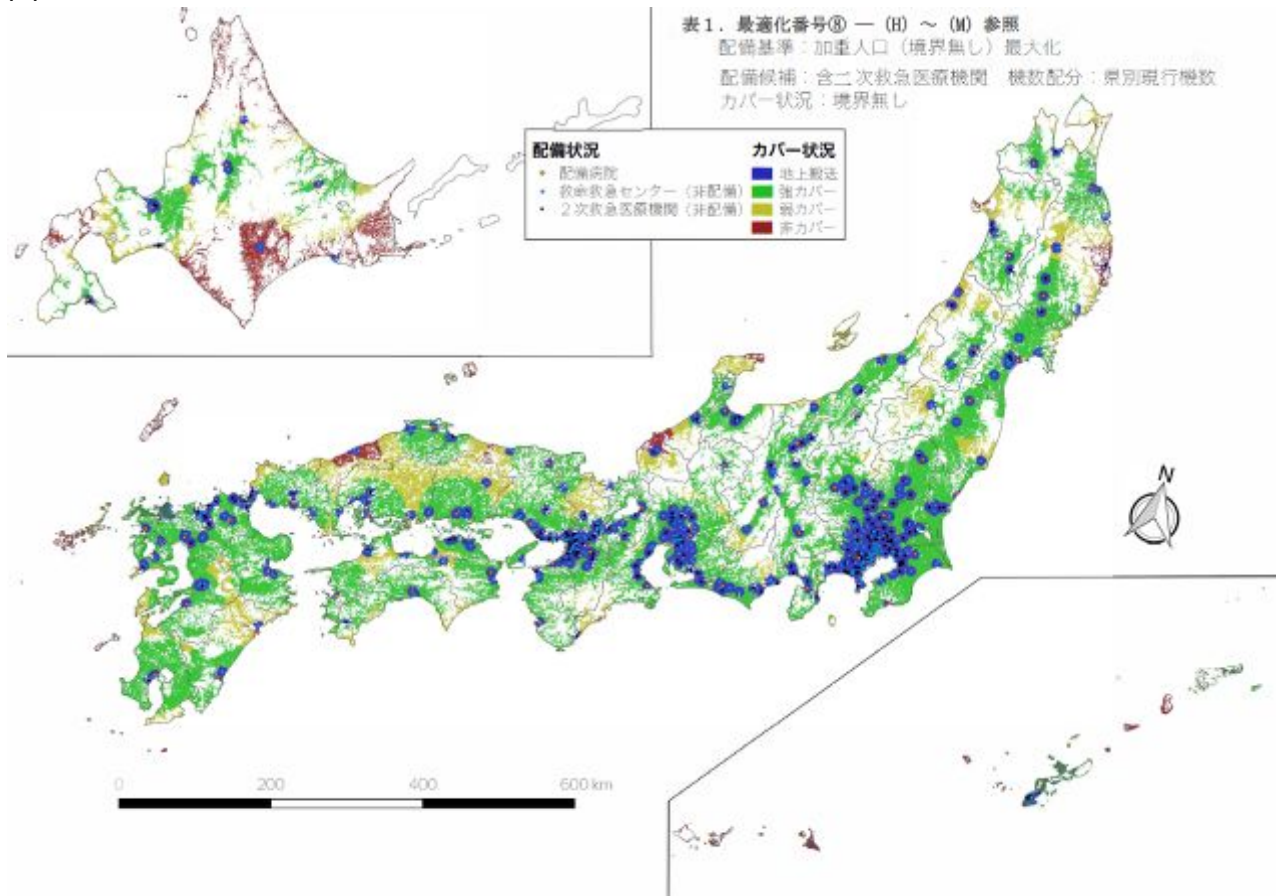 表1. 最適化番号⑧ ― (H) ～ (M) 参照
配備基準：加重人口（境界無し）最大化
配備候補：含二次救急医療機関 機数配分：県別現行機数
カバー状況：境界無し
配備状況
配備病院
救命救急センター（非配備）
２次救急医療機関（非配備）
カバー状況
地上搬送
強カバー
弱カバー
非カバー
N
0 200 400 600 km